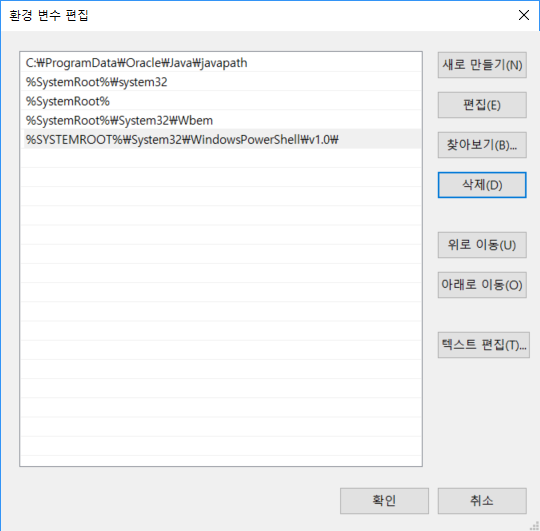 환경 변수 편집
C:₩ProgramData₩Oracle₩Java₩javapath
%SystemRoot%₩system32
%SystemRoot%
%SystemRoot%₩System32₩Wbem
%SYSTEMROOT%₩System32₩WindowsPowerShell₩v1.0₩
새로 만들기(N)
편집(E)
찾아보기(B)...
삭제(D)
위로 이동(U)
아래로 이동(O)
텍스트 편집(T)...
확인
취소